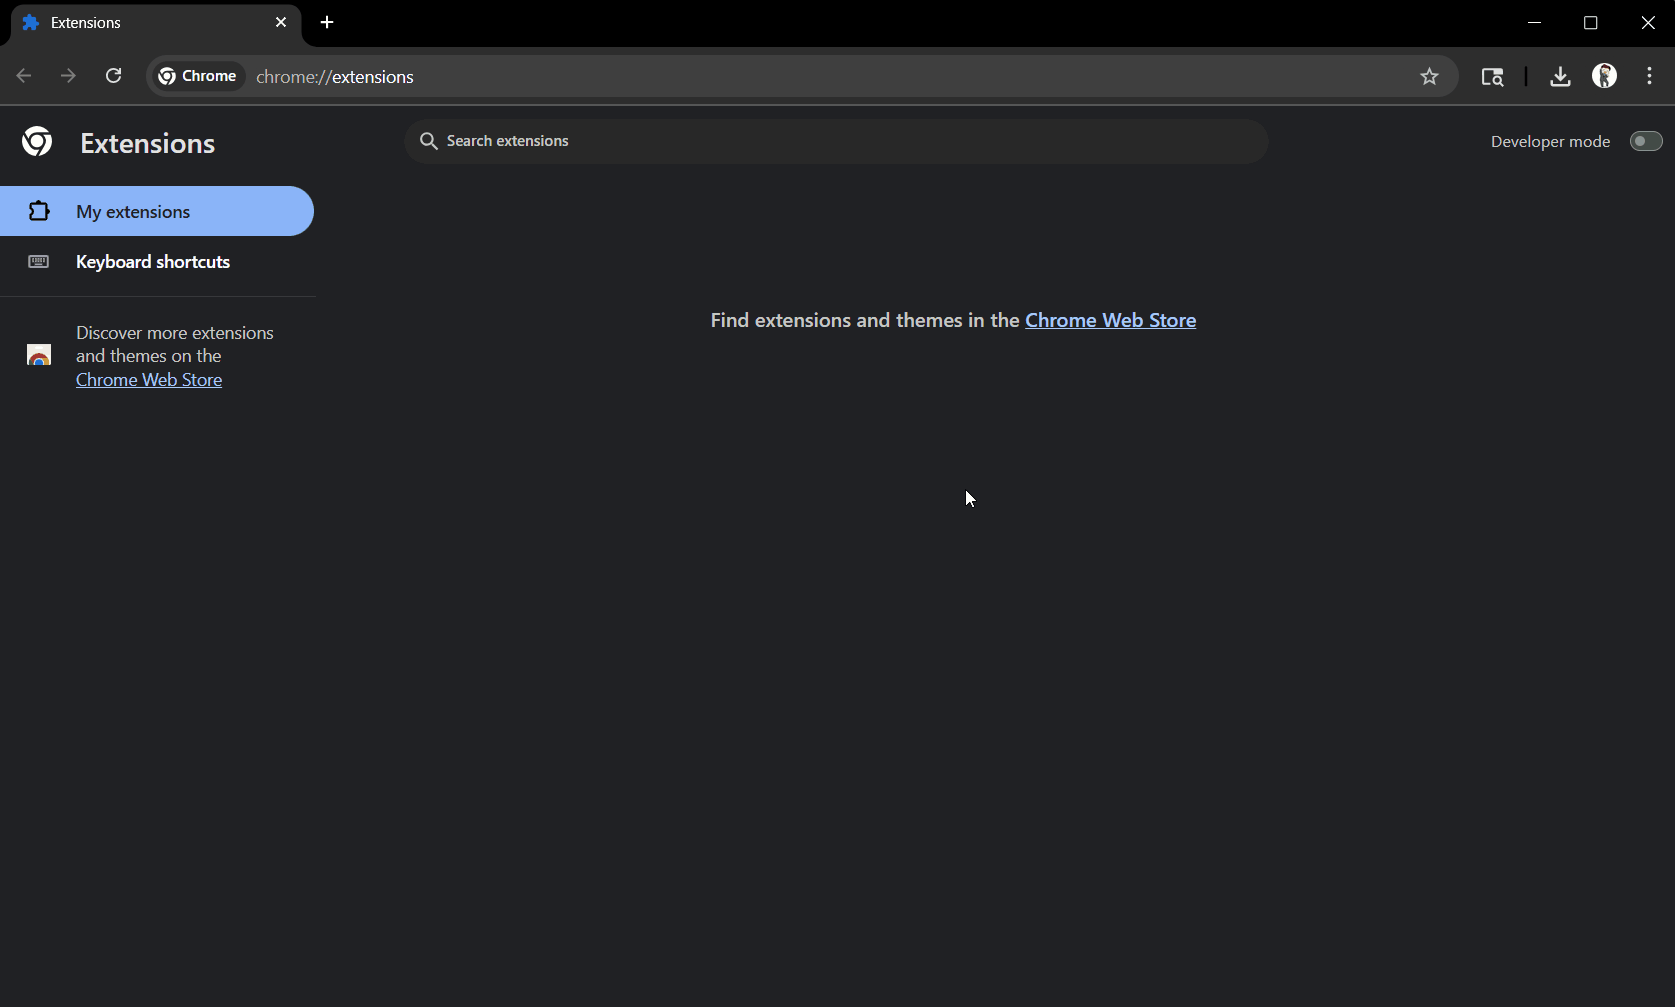 Extensions
Chrome
chrome://extensions
Extensions
Search extensions
Developer mode
My extensions
Keyboard shortcuts
Discover more extensions
and themes on the
Chrome Web Store
Find extensions and themes in the Chrome Web Store